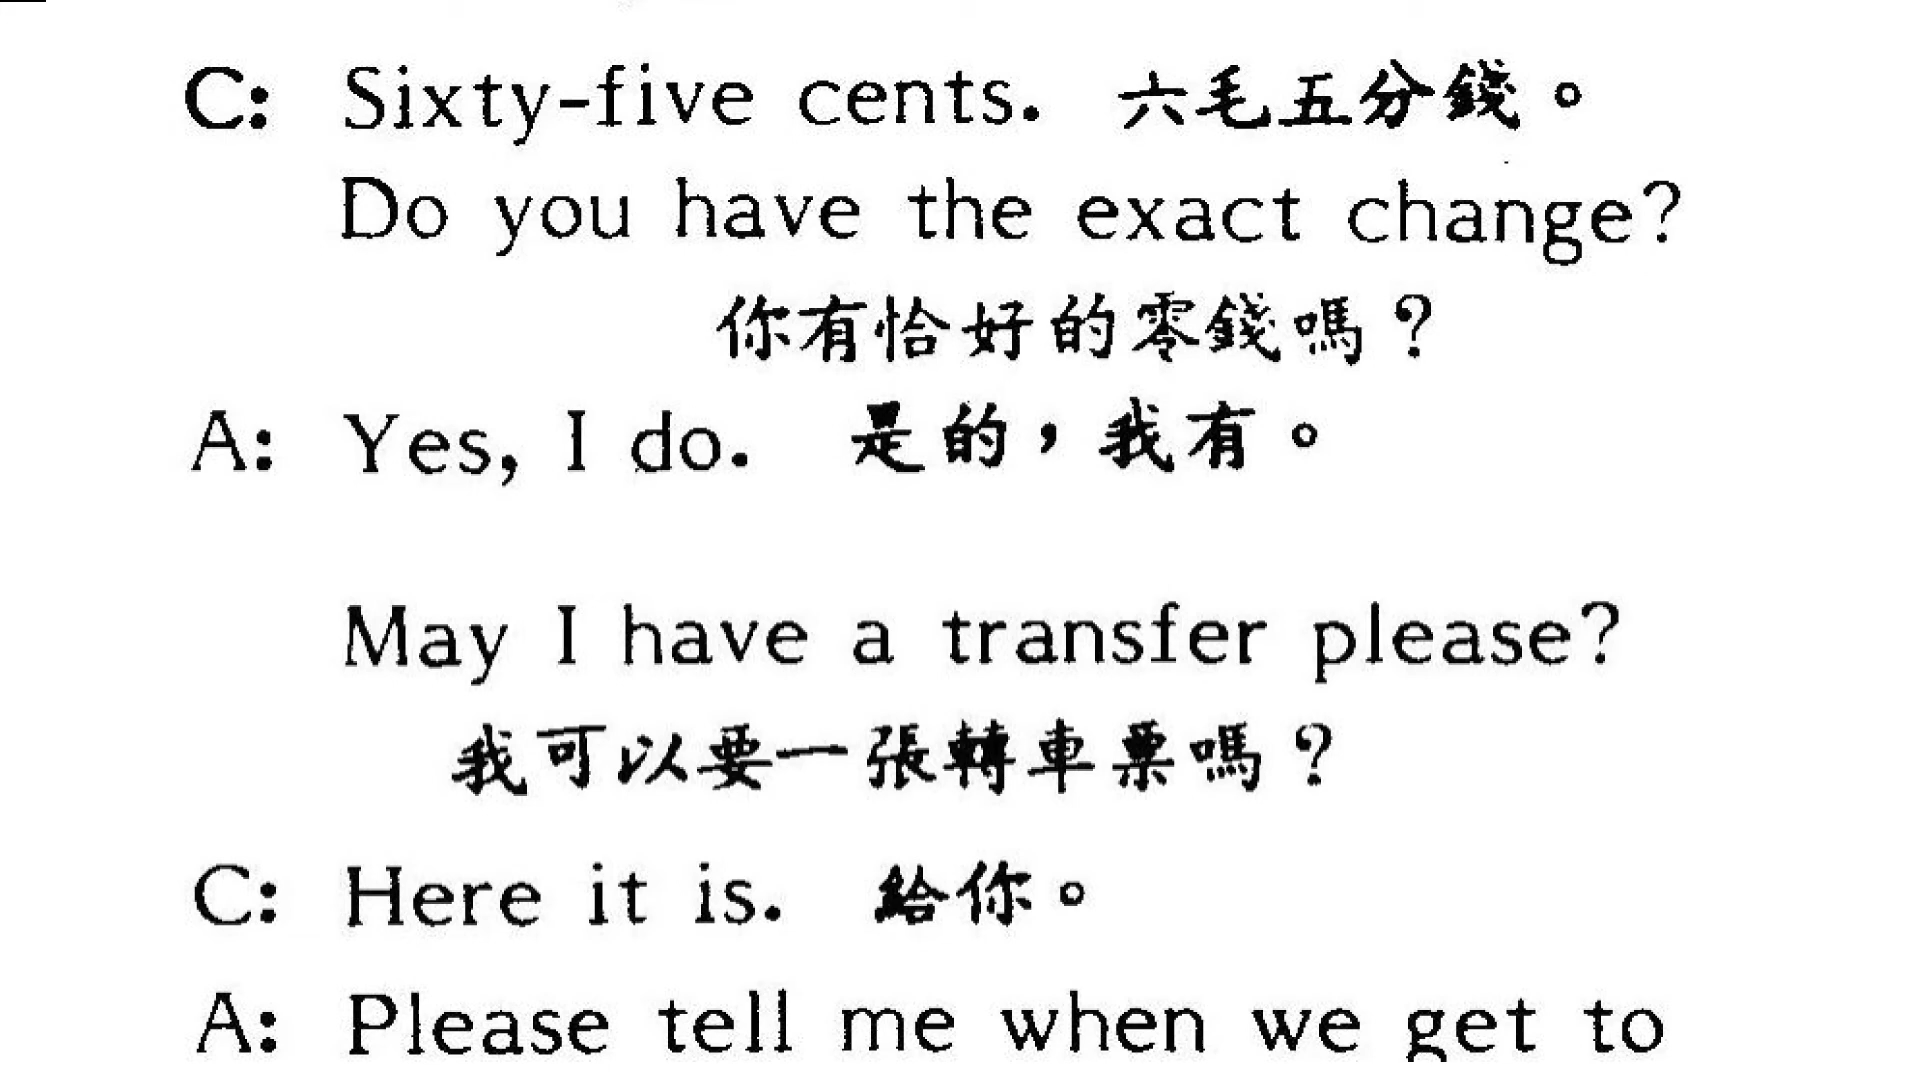 C: Sixty-five cents. 六毛五分錢。
Do you have the exact change?
你有恰好的零錢嗎？
A: Yes, I do. 是的，我有。
May I have a transfer please?
我可以要一張轉車票嗎？
C: Here it is. 給你。
A: Please tell me when we get to